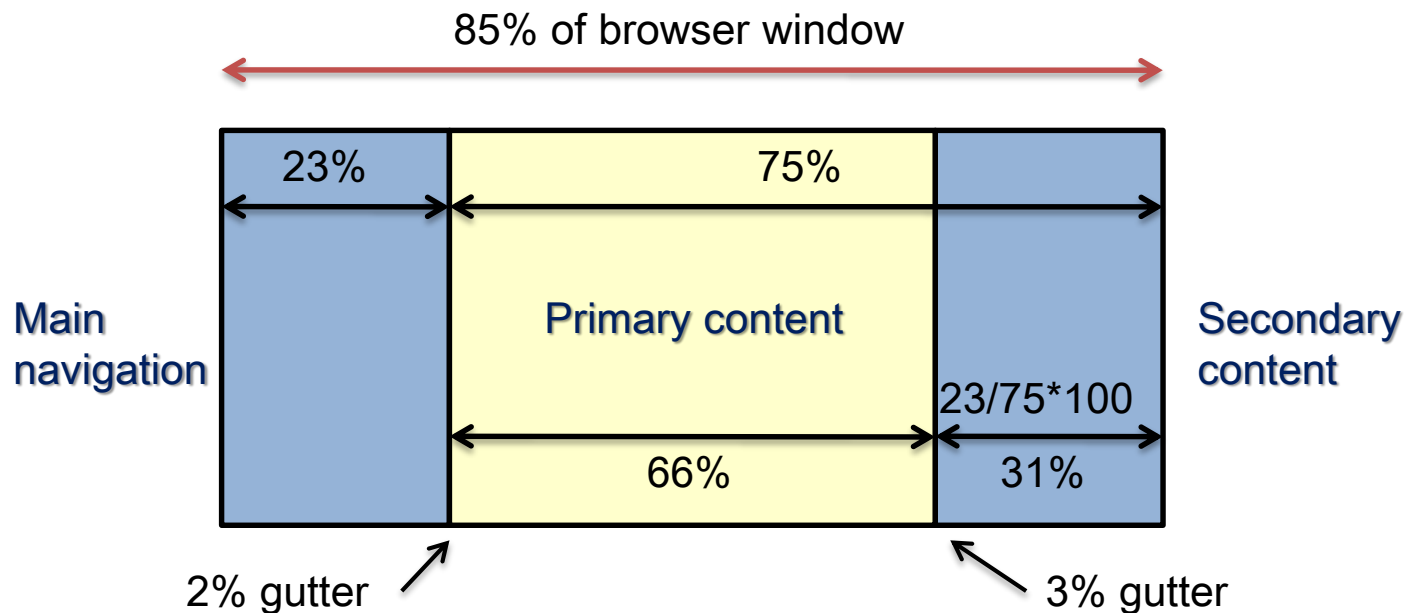 85% of browser window
23%
75%
Main
navigation
Primary content
Secondary
content
23/75*100
66%
31%
2% gutter
3% gutter